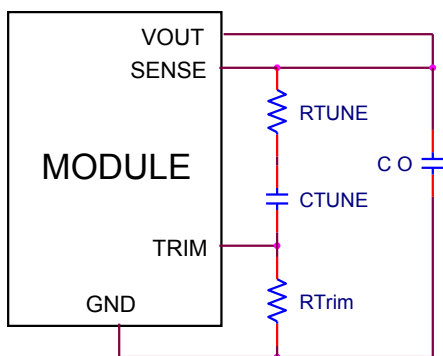 VOUT
SENSE
RTUNE
MODULE
C O
CTUNE
TRIM
RTrim
GND